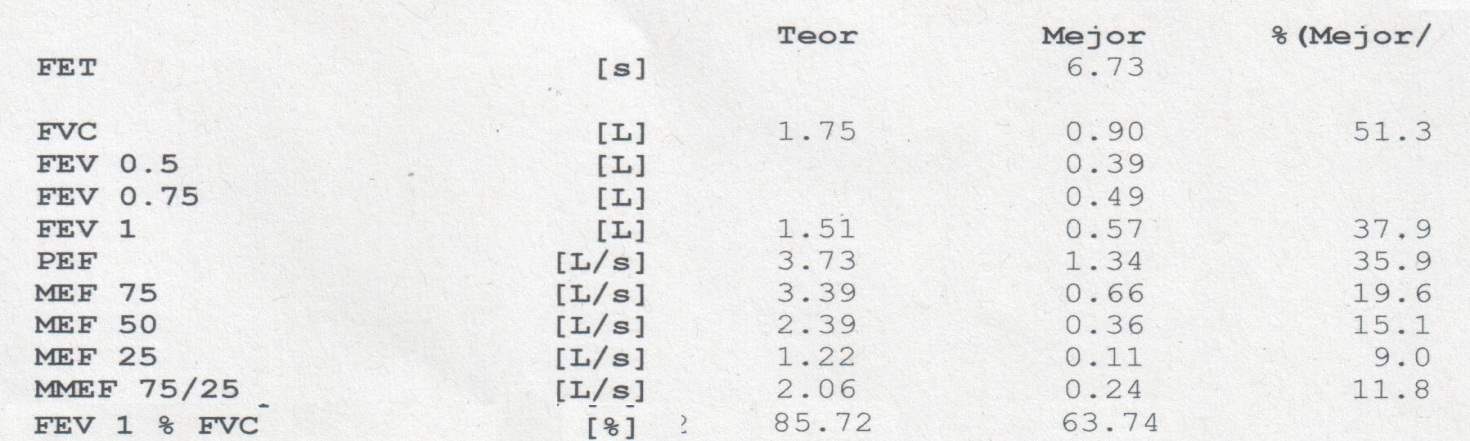 Teor Mejor %(Mejor/
FET [s] 6.73
FVC [L] 1.75 0.90 51.3
FEV 0.5 [L] 0.39
FEV 0.75 [L] 0.49
FEV 1 [L] 1.51 0.57 37.9
PEF [L/s] 3.73 1.34 35.9
MEF 75 [L/s] 3.39 0.66 19.6
MEF 50 [L/s] 2.39 0.36 15.1
MEF 25 [L/s] 1.22 0.11 9.0
MMEF 75/25 [L/s] 2.06 0.24 11.8
FEV 1 % FVC [%] 85.72 63.74